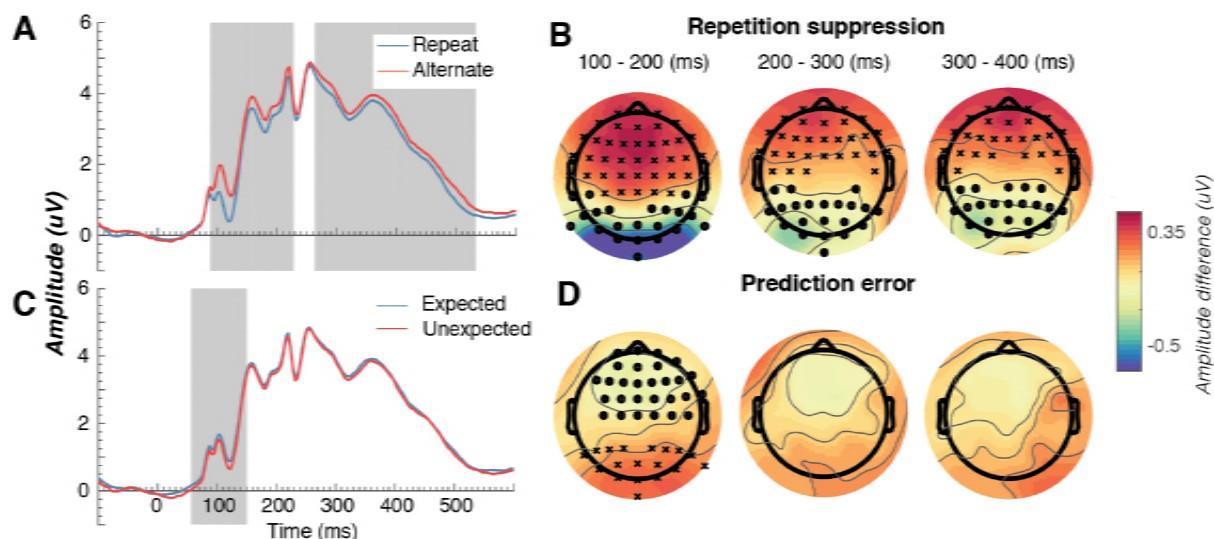 A
6
4
2
0
Repeat
Alternate
B
Repetition suppression
100 - 200 (ms)
200 - 300 (ms)
300 - 400 (ms)
Amplitude (uV)
C
6
4
2
0
Expected
Unexpected
0
100
200
300
400
500
Time (ms)
D
Prediction error
0.35
-0.5
Amplitude difference (uV)